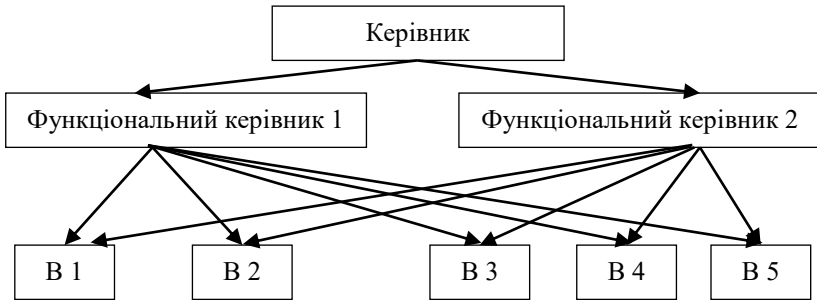 Керівник
Функціональний керівник 1
Функціональний керівник 2
В 1
В 2
В 3
В 4
В 5